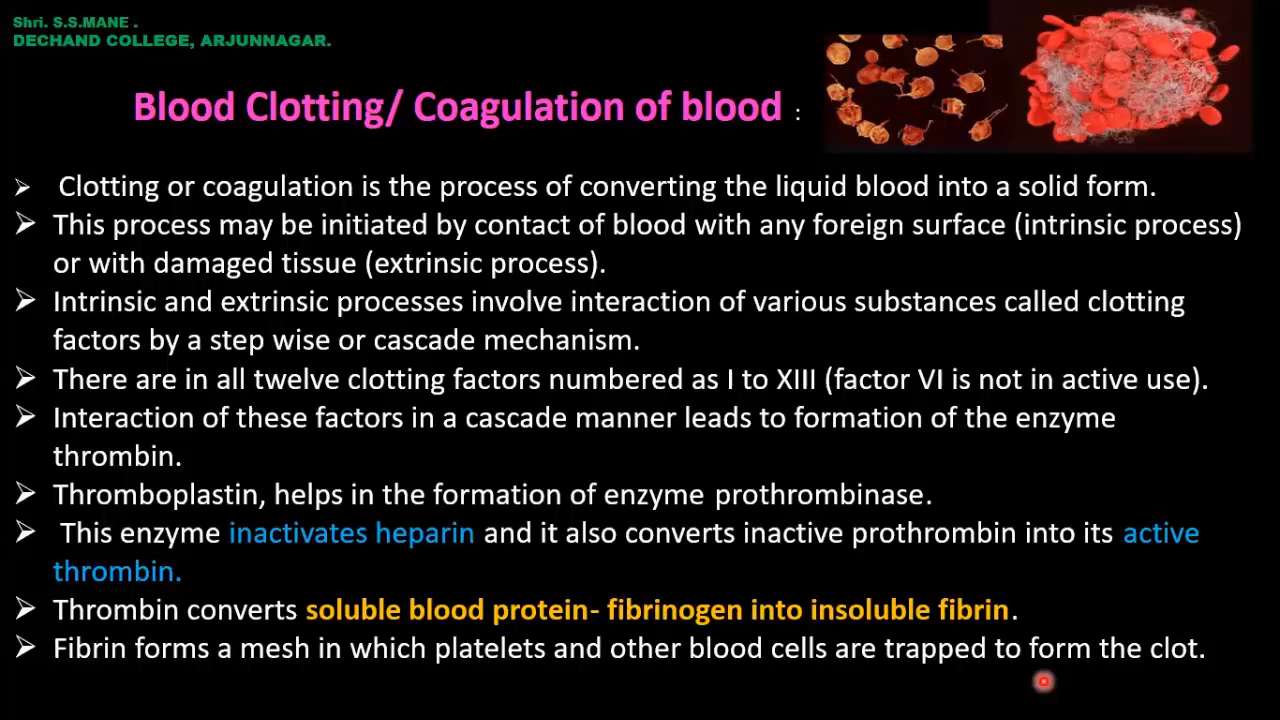 Shri. S.S.MANE .
DECHAND COLLEGE, ARJUNNAGAR.
Blood Clotting/ Coagulation of blood :
➢ Clotting or coagulation is the process of converting the liquid blood into a solid form.
➢ This process may be initiated by contact of blood with any foreign surface (intrinsic process)
or with damaged tissue (extrinsic process).
➢ Intrinsic and extrinsic processes involve interaction of various substances called clotting
factors by a step wise or cascade mechanism.
➢ There are in all twelve clotting factors numbered as I to XIII (factor VI is not in active use).
➢ Interaction of these factors in a cascade manner leads to formation of the enzyme
thrombin.
➢ Thromboplastin, helps in the formation of enzyme prothrombinase.
➢ This enzyme inactivates heparin and it also converts inactive prothrombin into its active
thrombin.
➢ Thrombin converts soluble blood protein- fibrinogen into insoluble fibrin.
➢ Fibrin forms a mesh in which platelets and other blood cells are trapped to form the clot.